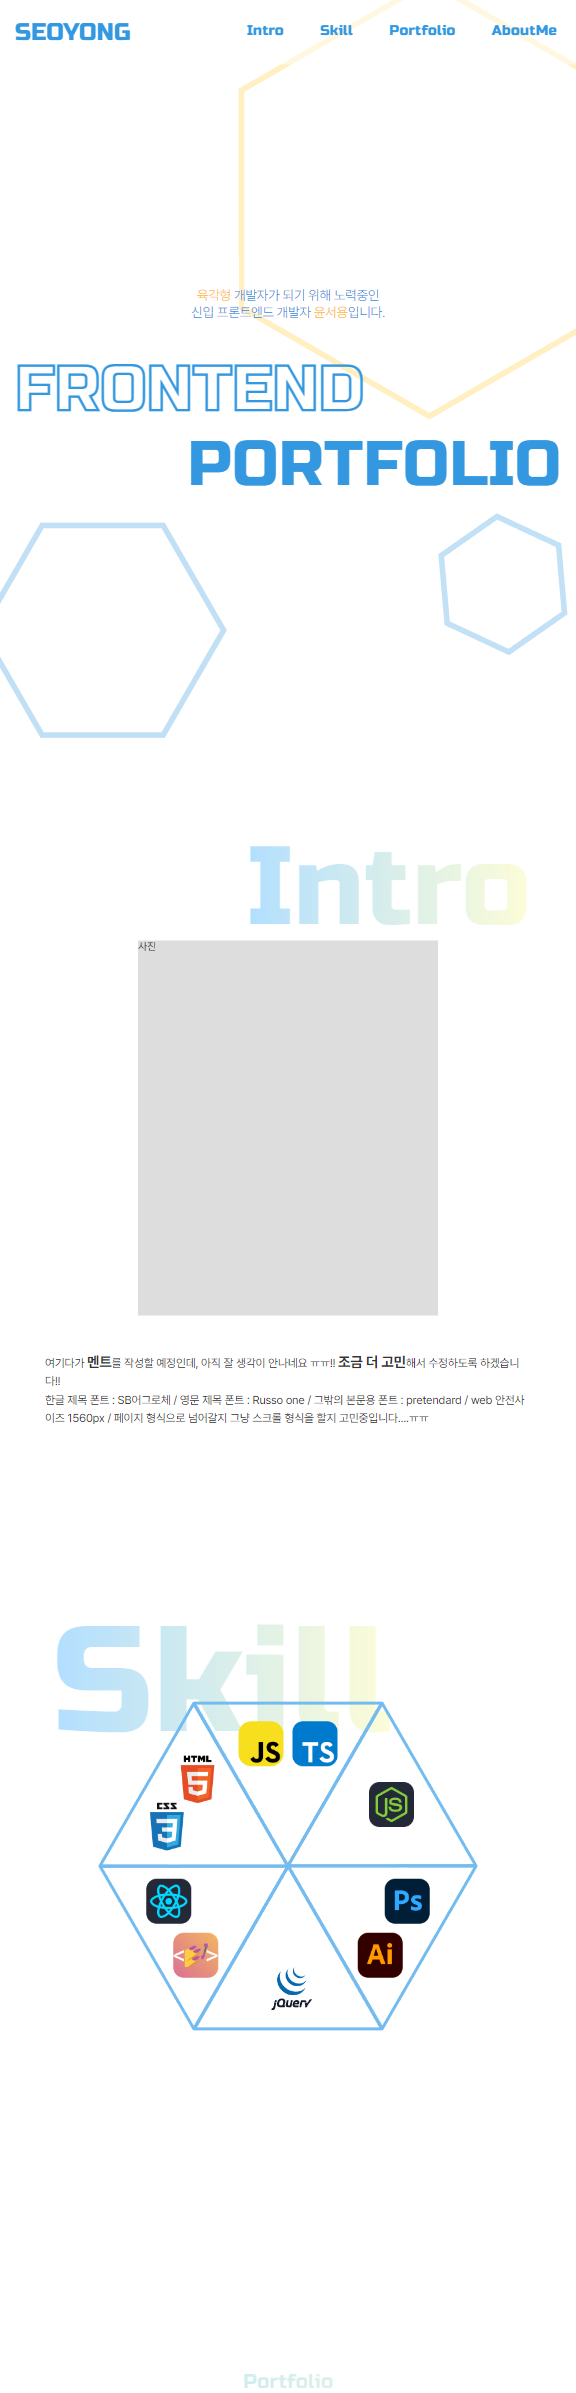 SEOYONG
Intro Skill Portfolio AboutMe
육각형 개발자가 되기 위해 노력중인
신입 프론트엔드 개발자 윤서용입니다.
FRONTEND
PORTFOLIO
Intro
사진
여기다가 멘트를 작성할 예정인데, 아직 잘 생각이 안나네요 ㅠㅠ!! 조금 더 고민해서 수정하도록 하겠습니
다!!
한글 제목 폰트 : SB어그로체 / 영문 제목 폰트 : Russo one / 그밖의 본문용 폰트 : pretendard / web 안전사
이즈 1560px / 페이지 형식으로 넘어갈지 그냥 스크롤 형식을 할지 고민중입니다....ㅠㅠ
Skill
JS TS
HTML
5
JS
CSS
3
Ps
< >
Ai
jQuery
Portfolio